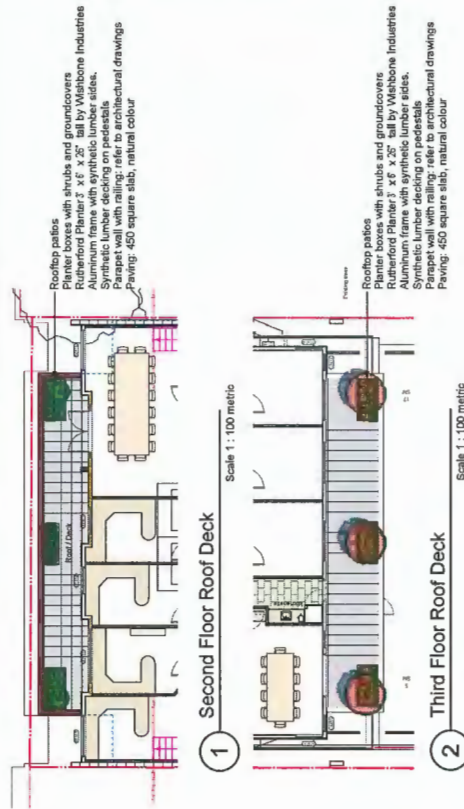 Rooftop patios
Planter boxes with shrubs and groundcovers
Rutherford Planter 3' x 6' x 26" tall by Wishbone Industries
Aluminum frame with synthetic lumber sides.
Synthetic lumber decking on pedestals
Parapet wall with railing: refer to architectural drawings
Paving: 450 square slab, natural colour
Roof / Deck
1
Second Floor Roof Deck
Scale 1 : 100 metric
Rooftop patios
Planter boxes with shrubs and groundcovers
Rutherford Planter 3' x 6' x 26" tall by Wishbone Industries
Aluminum frame with synthetic lumber sides.
Synthetic lumber decking on pedestals
Parapet wall with railing: refer to architectural drawings
Paving: 450 square slab, natural colour
2
Third Floor Roof Deck
Scale 1 : 100 metric